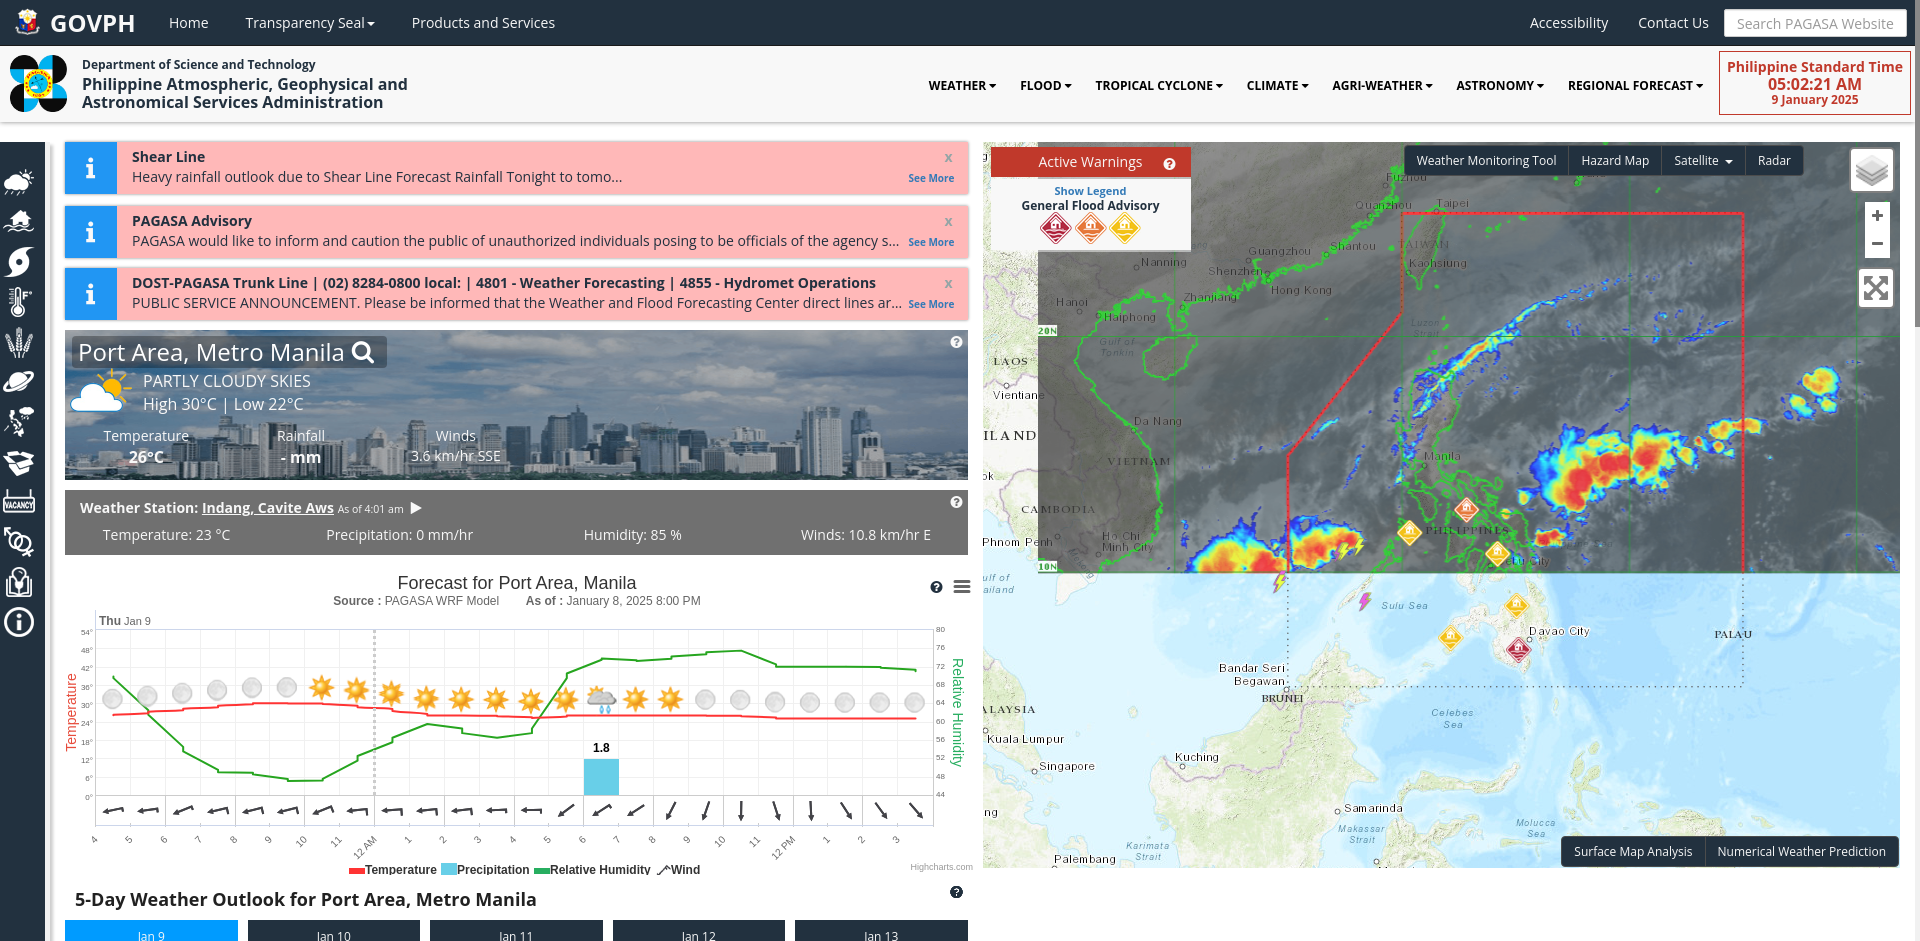 GOVPH
Home
Transparency Seal
Products and Services
Accessibility
Contact Us
Search PAGASA Website
Department of Science and Technology
Philippine Atmospheric, Geophysical and
Astronomical Services Administration
WEATHER
FLOOD
TROPICAL CYCLONE
CLIMATE
AGRI-WEATHER
ASTRONOMY
REGIONAL FORECAST
Philippine Standard Time
05:02:21 AM
9 January 2025
Shear Line
x
Heavy rainfall outlook due to Shear Line Forecast Rainfall Tonight to tomo...
See More
PAGASA Advisory
x
PAGASA would like to inform and caution the public of unauthorized individuals posing to be officials of the agency s...
See More
DOST-PAGASA Trunk Line | (02) 8284-0800 local: | 4801 - Weather Forecasting | 4855 - Hydromet Operations
x
PUBLIC SERVICE ANNOUNCEMENT. Please be informed that the Weather and Flood Forecasting Center direct lines ar...
See More
VACANCY
Port Area, Metro Manila
PARTLY CLOUDY SKIES
High 30°C | Low 22°C
Temperature
26°C
Rainfall
- mm
Winds
3.6 km/hr SSE
Weather Station: Indang, Cavite Aws As of 4:01 am
Temperature: 23 °C
Precipitation: 0 mm/hr
Humidity: 85 %
Winds: 10.8 km/hr E
Forecast for Port Area, Manila
Source : PAGASA WRF Model As of : January 8, 2025 8:00 PM
Thu Jan 9
54°
48°
42°
36°
30°
24°
18°
12°
6°
0°
Temperature
80
76
72
68
64
60
56
52
48
44
Relative Humidity
1.8
4 5 6 7 8 9 10 11 12 AM 1 2 3 4 5 6 7 8 9 10 11 12 PM 1 2 3
Temperature Precipitation Relative Humidity Wind
Highcharts.com
5-Day Weather Outlook for Port Area, Metro Manila
Jan 9
Jan 10
Jan 11
Jan 12
Jan 13
Active Warnings
Show Legend
General Flood Advisory
Weather Monitoring Tool
Hazard Map
Satellite
Radar
+
−
Fuzhou
Quanzhou
Taipei
TAIWAN
Guangzhou
Shantou
Nanning
Shenzhen
Kaohsiung
Hong Kong
Zhanjiang
Hanoi
Haiphong
20N
Luzon
Strait
Gulf of
Tonkin
LAOS
Vientiane
Da Nang
ILAND
VIETNAM
Manila
ok
CAMBODIA
PHILIPPINES
Phnom Penh
Ho Chi
Minh City
10N
ulf of
ailand
Sulu Sea
Davao City
PALAU
Bandar Seri
Begawan
BRUNEI
ALAYSIA
Celebes
Sea
Kuala Lumpur
Kuching
Singapore
ng
Samarinda
Makassar
Strait
Molucca
Sea
Karimata
Strait
Palembang
Surface Map Analysis
Numerical Weather Prediction